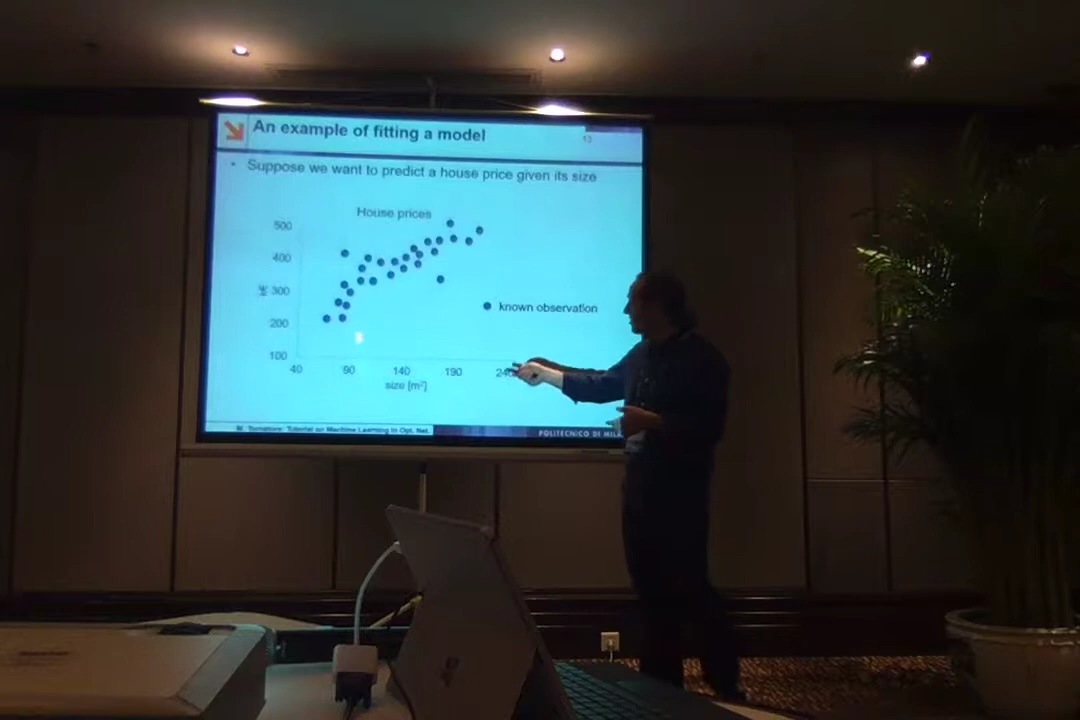 An example of fitting a model
13
• Suppose we want to predict a house price given its size
House prices
500
400
300
200
100
k€
known observation
40 90 140 190 240
size [m²]
M. Tornatore: Tutorial on Machine Learning in Opt. Net.
POLITECNICO DI MILA